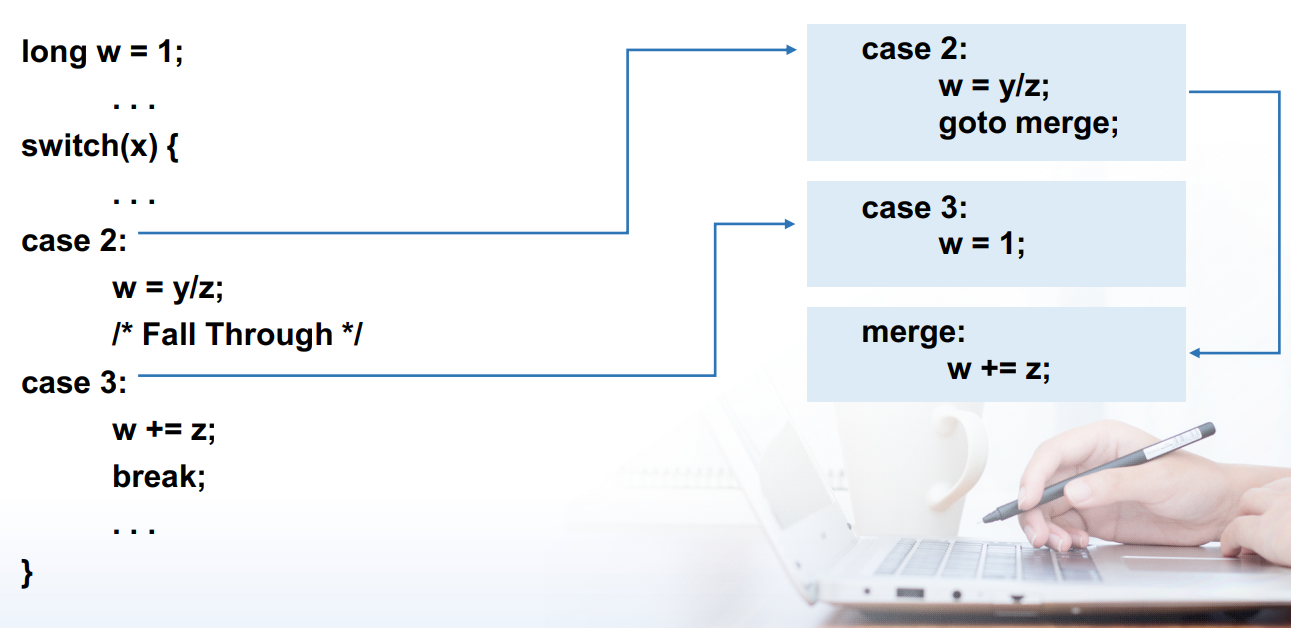 long w = 1;
. . .
switch(x) {
. . .
case 2:
w = y/z;
/* Fall Through */
case 3:
w += z;
break;
. . .
}
case 2:
w = y/z;
goto merge;
case 3:
w = 1;
merge:
w += z;